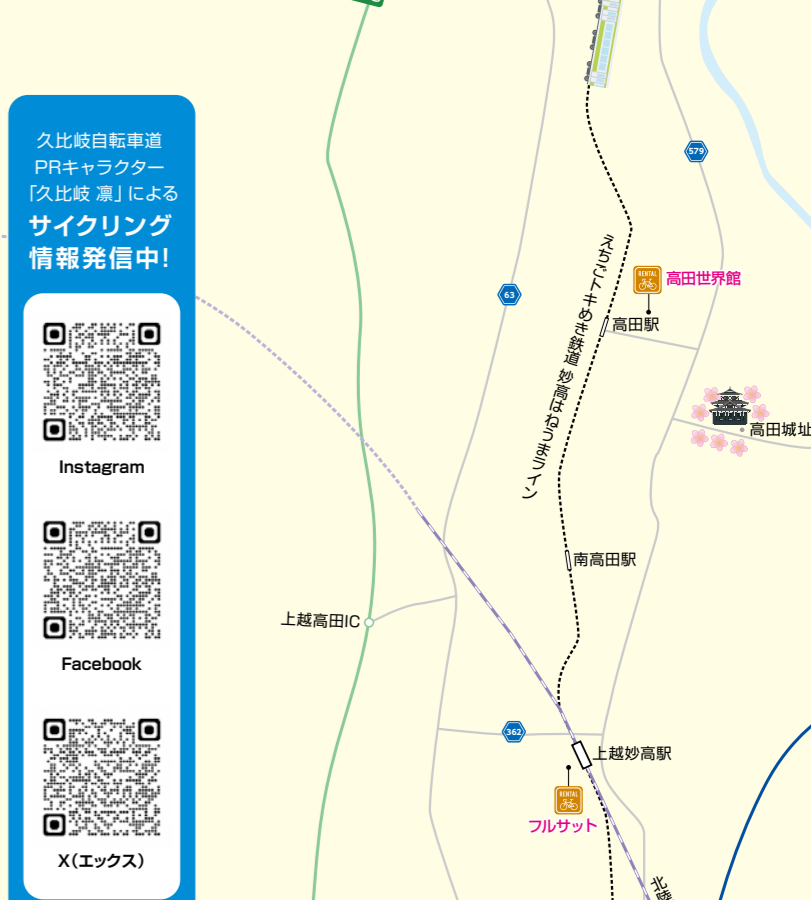 久比岐自転車道
PRキャラクター
「久比岐 凛」による
サイクリング
情報発信中!
Instagram
Facebook
X(エックス)
579
63
RENTAL
高田世界館
高田駅
えちごトキめき鉄道 妙高はねうまライン
高田城址
南高田駅
上越高田IC
362
上越妙高駅
RENTAL
フルサット
北陸